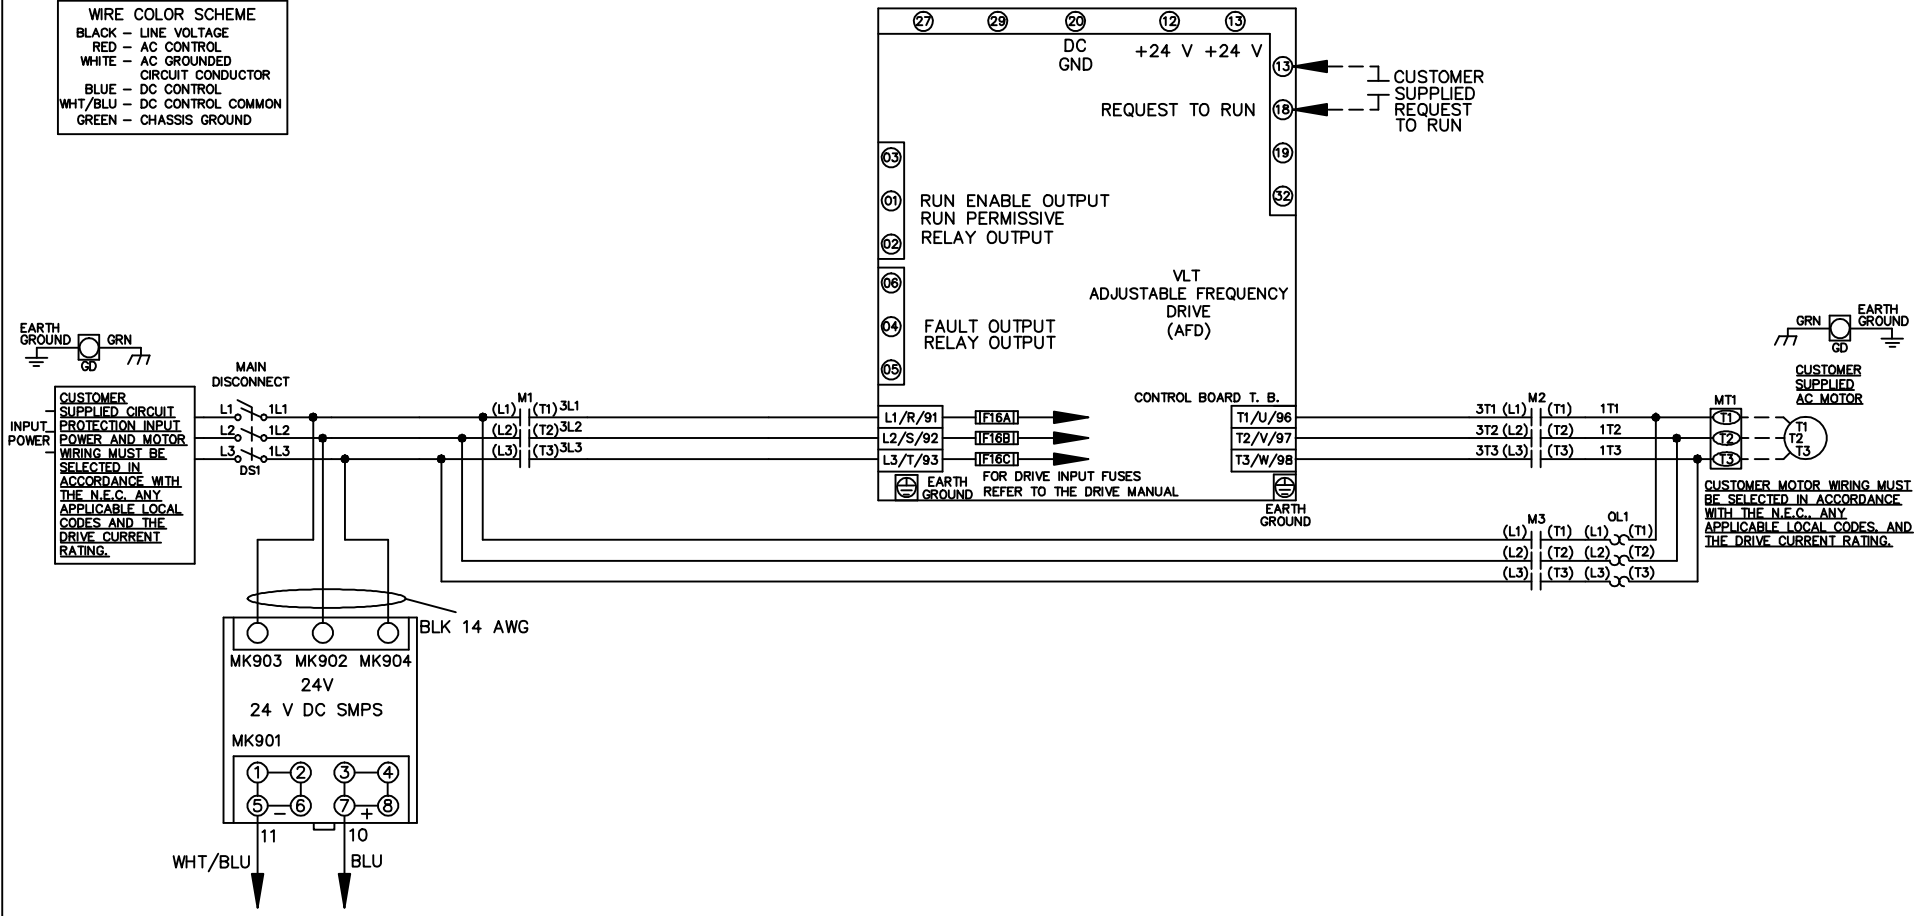 WIRE COLOR SCHEME
BLACK – LINE VOLTAGE
RED – AC CONTROL
WHITE – AC GROUNDED
CIRCUIT CONDUCTOR
BLUE – DC CONTROL
WHT/BLU – DC CONTROL COMMON
GREEN – CHASSIS GROUND
27 29 20 12 13
DC
GND
+24 V +24 V
13
18
19
32
REQUEST TO RUN
CUSTOMER
SUPPLIED
REQUEST
TO RUN
03
01
02
RUN ENABLE OUTPUT
RUN PERMISSIVE
RELAY OUTPUT
06
04
05
FAULT OUTPUT
RELAY OUTPUT
VLT
ADJUSTABLE FREQUENCY
DRIVE
(AFD)
CONTROL BOARD T. B.
EARTH
GROUND
GRN
GD
INPUT
POWER
CUSTOMER
SUPPLIED CIRCUIT
PROTECTION INPUT
POWER AND MOTOR
WIRING MUST BE
SELECTED IN
ACCORDANCE WITH
THE N.E.C. ANY
APPLICABLE LOCAL
CODES AND THE
DRIVE CURRENT
RATING.
MAIN
DISCONNECT
L1 1L1
L2 1L2
L3 1L3
DS1
M1
(L1) (T1) 3L1
(L2) (T2) 3L2
(L3) (T3) 3L3
L1/R/91 F16A
L2/S/92 F16B
L3/T/93 F16C
EARTH
GROUND
FOR DRIVE INPUT FUSES
REFER TO THE DRIVE MANUAL
T1/U/96
T2/V/97
T3/W/98
EARTH
GROUND
M2
3T1 (L1) (T1) 1T1
3T2 (L2) (T2) 1T2
3T3 (L3) (T3) 1T3
MT1
T1
T2
T3
T1
T2
T3
GRN
GD
EARTH
GROUND
CUSTOMER
SUPPLIED
AC MOTOR
CUSTOMER MOTOR WIRING MUST
BE SELECTED IN ACCORDANCE
WITH THE N.E.C., ANY
APPLICABLE LOCAL CODES, AND
THE DRIVE CURRENT RATING.
M3 OL1
(L1) (T1) (L1) (T1)
(L2) (T2) (L2) (T2)
(L3) (T3) (L3) (T3)
BLK 14 AWG
MK903 MK902 MK904
24V
24 V DC SMPS
MK901
1 2 3 4
5 – 6 7 + 8
11 10
WHT/BLU BLU